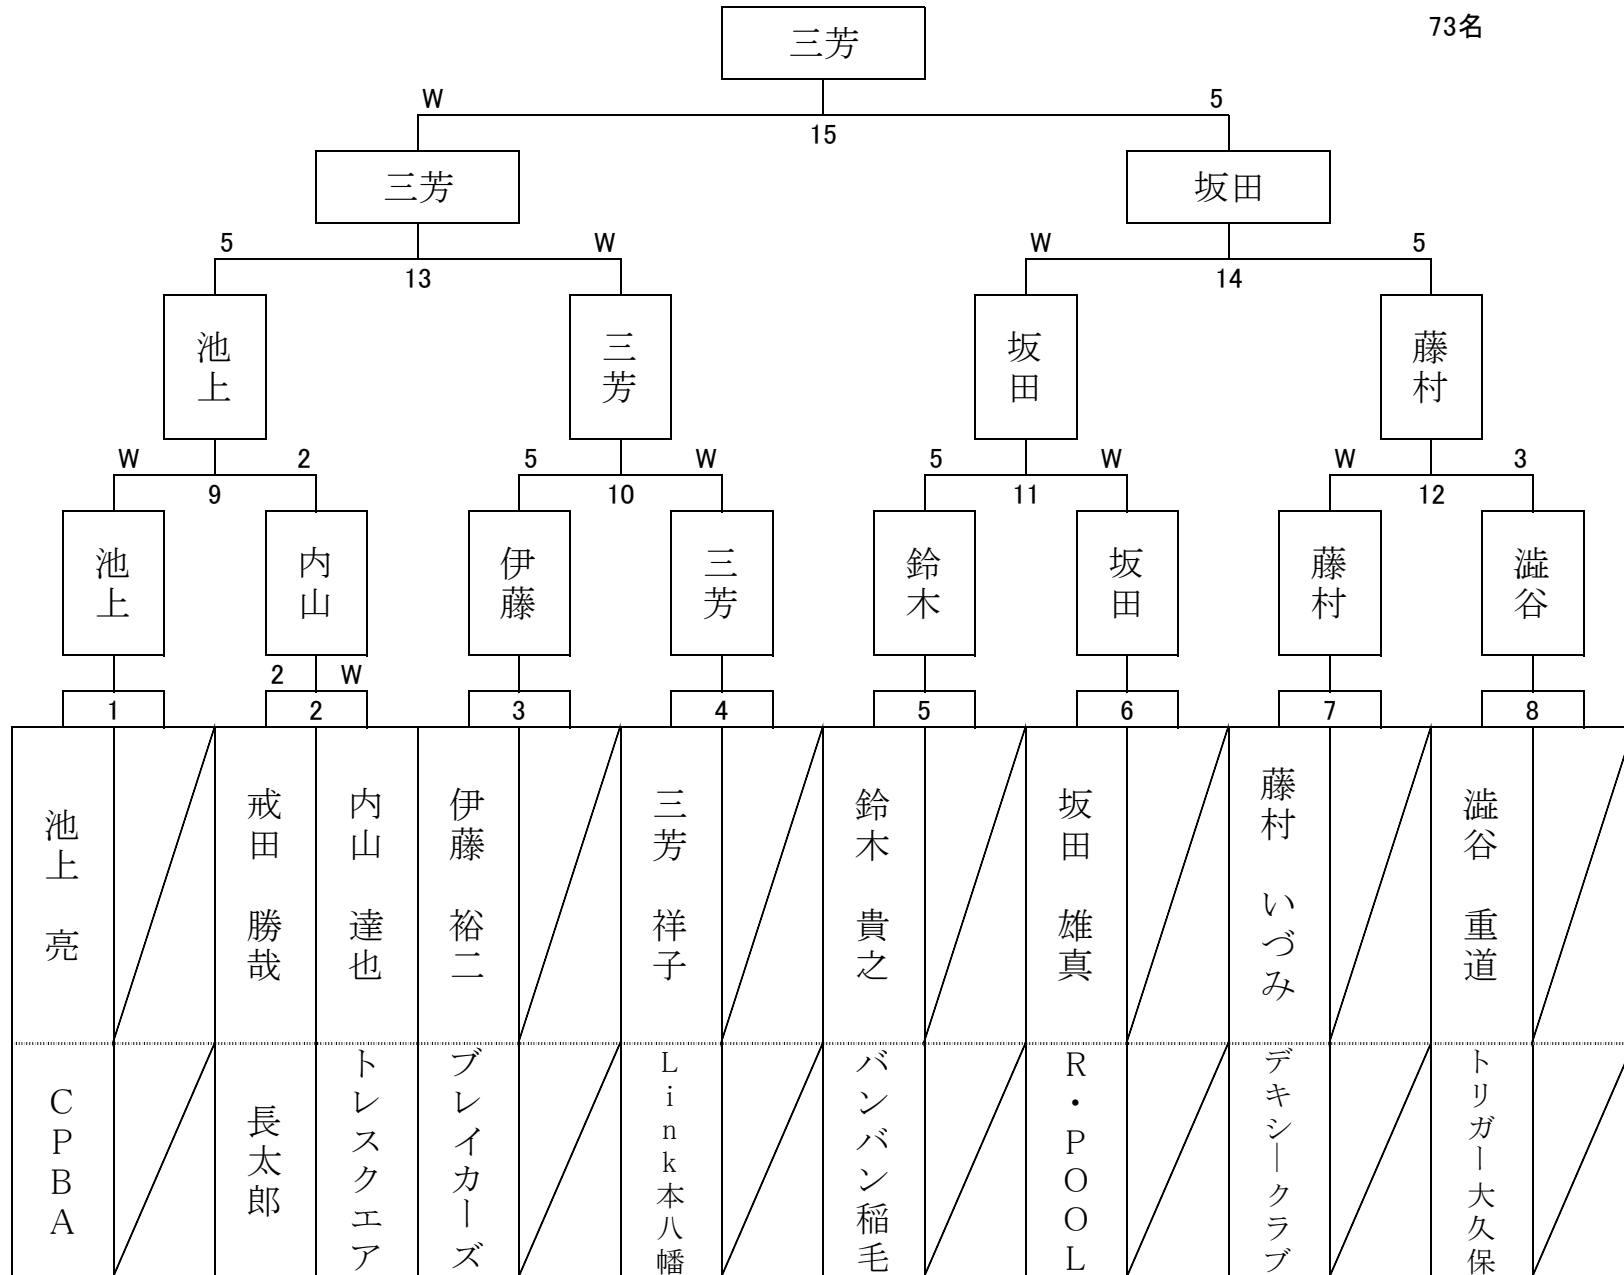 73名
三芳
W 5
15
三芳 坂田
5 W W 5
13 14
池上 三芳 坂田 藤村
W 2 5 W 5 W W 3
9 10 11 12
池上 内山 伊藤 三芳 鈴木 坂田 藤村 澁谷
2 W
1 2 3 4 5 6 7 8
池上 亮
戒田 勝哉
内山 達也
伊藤 裕二
三芳 祥子
鈴木 貴之
坂田 雄真
藤村 いづみ
澁谷 重道
CPBA
長太郎
トレスクエア
ブレイカーズ
Link本八幡
バンバン稲毛
R・POOL
デキシークラブ
トリガー大久保